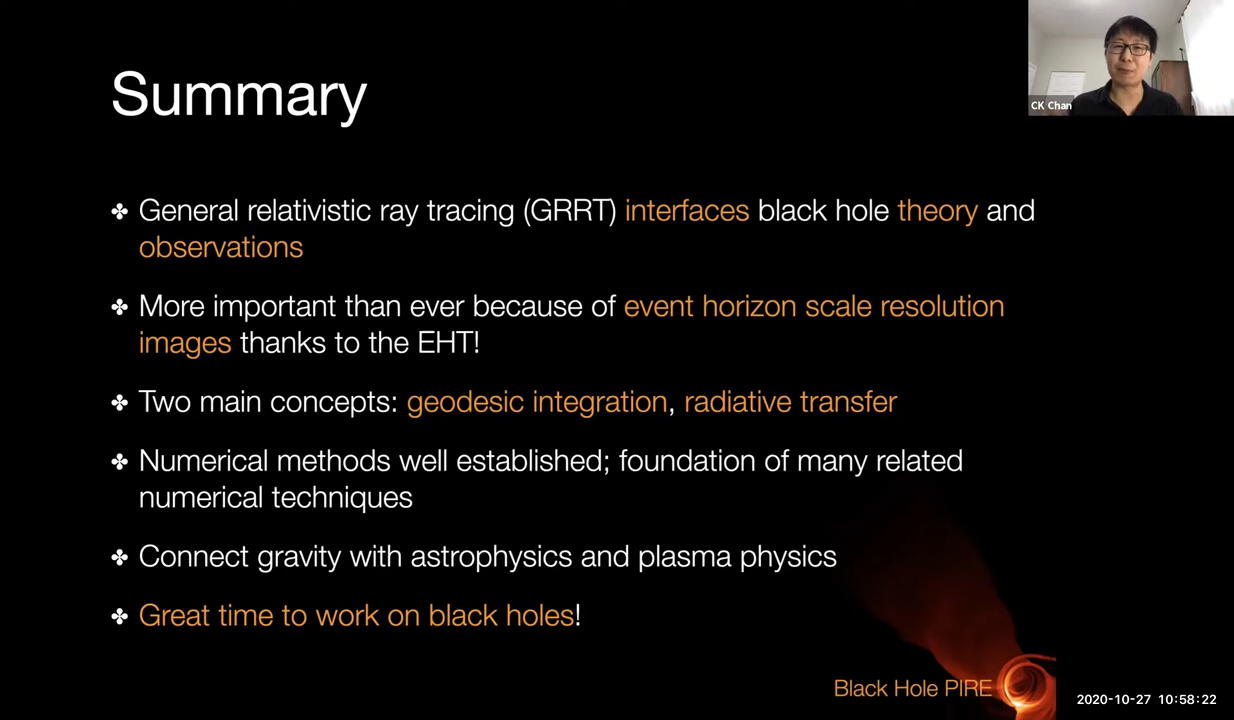 Summary
CK Chan
✤ General relativistic ray tracing (GRRT) interfaces black hole theory and
observations
✤ More important than ever because of event horizon scale resolution
images thanks to the EHT!
✤ Two main concepts: geodesic integration, radiative transfer
✤ Numerical methods well established; foundation of many related
numerical techniques
✤ Connect gravity with astrophysics and plasma physics
✤ Great time to work on black holes!
Black Hole PIRE
2020-10-27 10:58:22